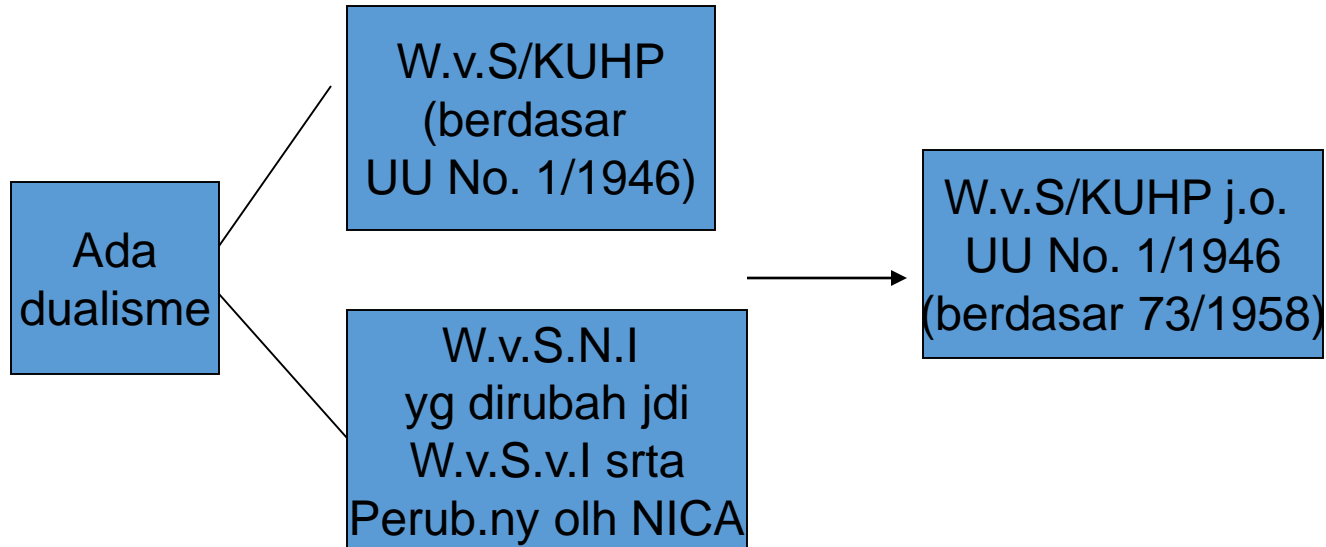 Ada
dualisme
W.v.S/KUHP
(berdasar
UU No. 1/1946)
W.v.S.N.I
yg dirubah jdi
W.v.S.v.I srta
Perub.ny olh NICA
W.v.S/KUHP j.o.
UU No. 1/1946
(berdasar 73/1958)